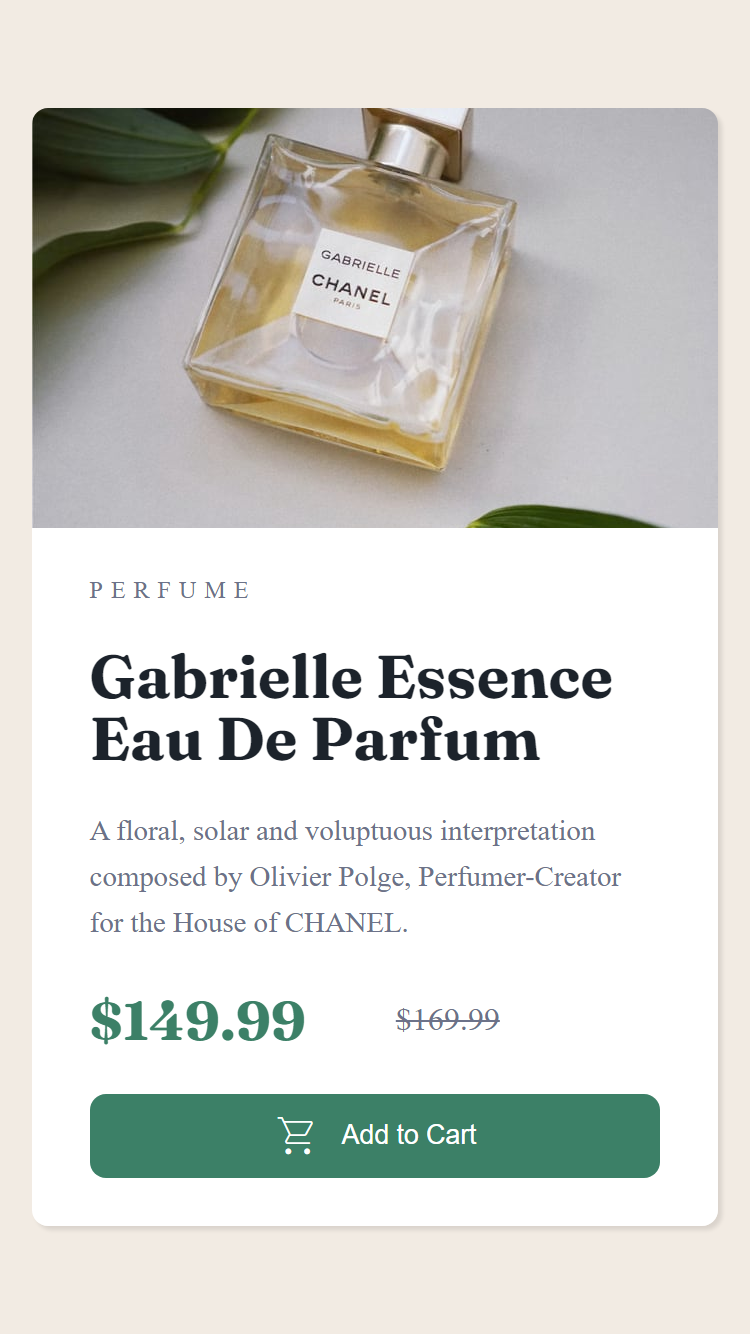 GABRIELLE
CHANEL
PARIS
PERFUME
Gabrielle Essence
Eau De Parfum
A floral, solar and voluptuous interpretation
composed by Olivier Polge, Perfumer-Creator
for the House of CHANEL.
$149.99 $169.99
Add to Cart